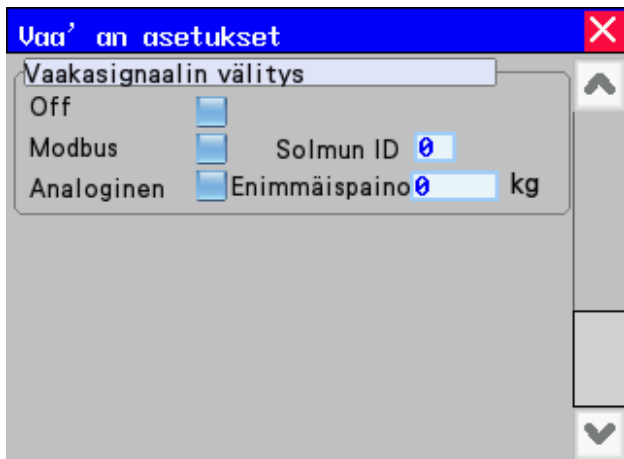 Vaa' an asetukset
Vaakasignaalin välitys
Off
Modbus Solmun ID 0
Analoginen Enimmäispaino 0 kg